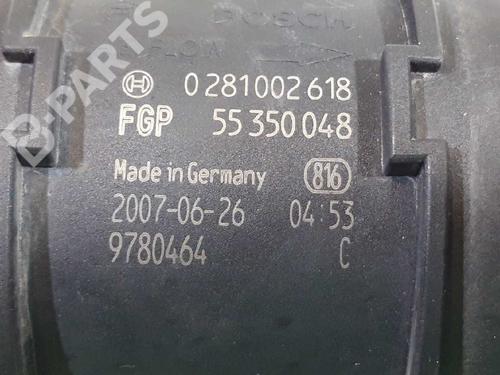 BOSCH
FLOW
0 281 002 618
FGP 55 350 048
Made in Germany 816
2007-06-26 04:53
9780464 C
B-PARTS